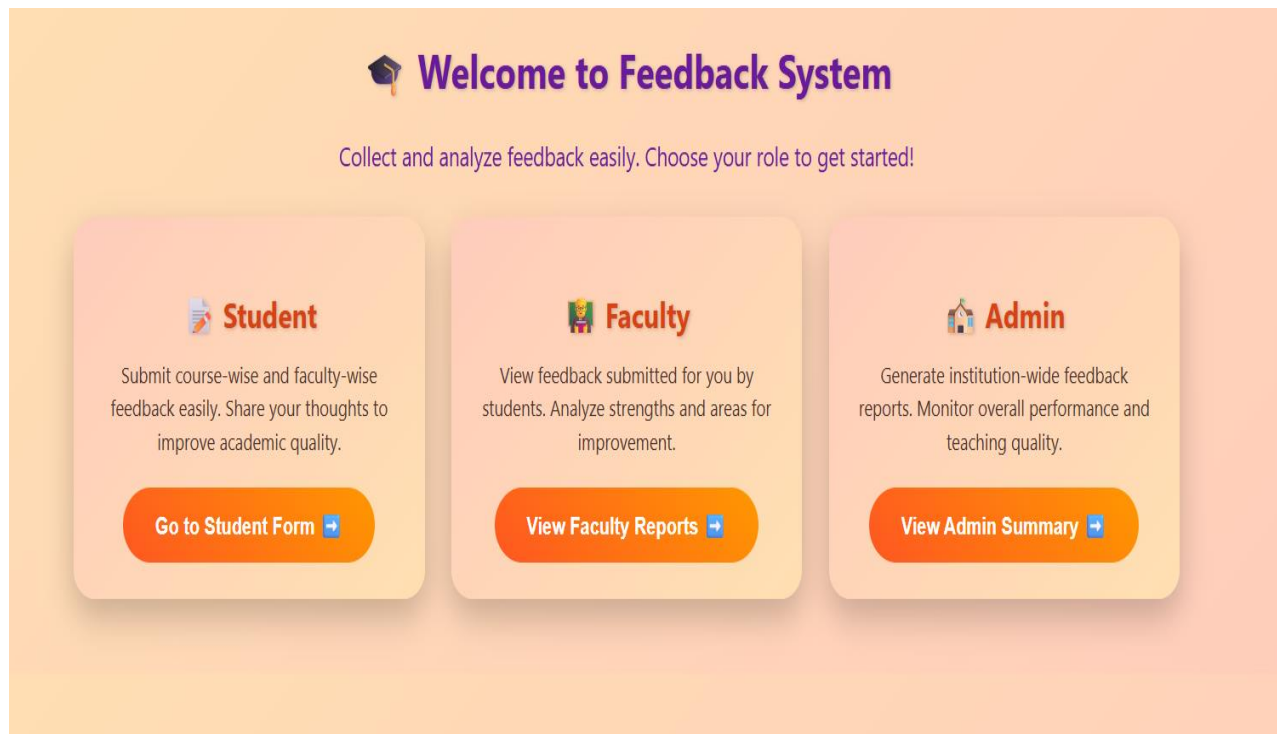 Welcome to Feedback System
Collect and analyze feedback easily. Choose your role to get started!
Student
Submit course-wise and faculty-wise
feedback easily. Share your thoughts to
improve academic quality.
Go to Student Form
Faculty
View feedback submitted for you by
students. Analyze strengths and areas for
improvement.
View Faculty Reports
Admin
Generate institution-wide feedback
reports. Monitor overall performance and
teaching quality.
View Admin Summary